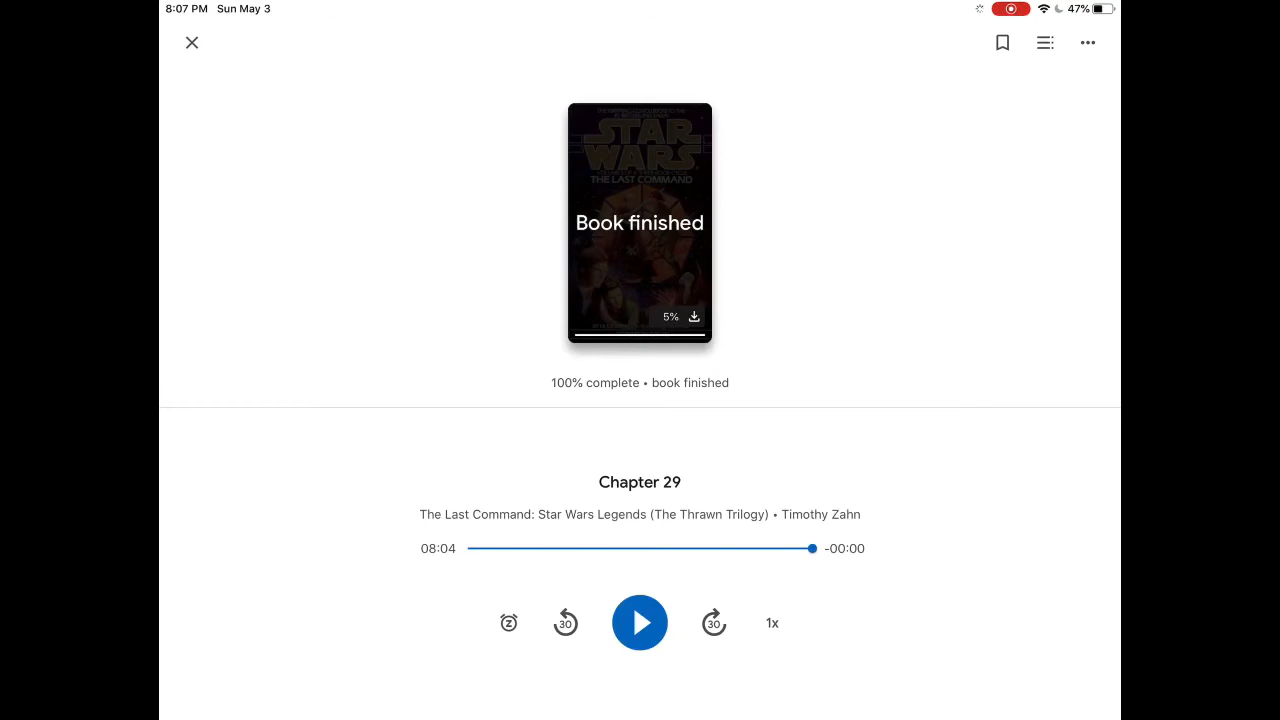 8:07 PM Sun May 3
47%
STAR
WARS
THE LAST COMMAND
Book finished
5%
100% complete • book finished
Chapter 29
The Last Command: Star Wars Legends (The Thrawn Trilogy) • Timothy Zahn
08:04
-00:00
30
30
1x